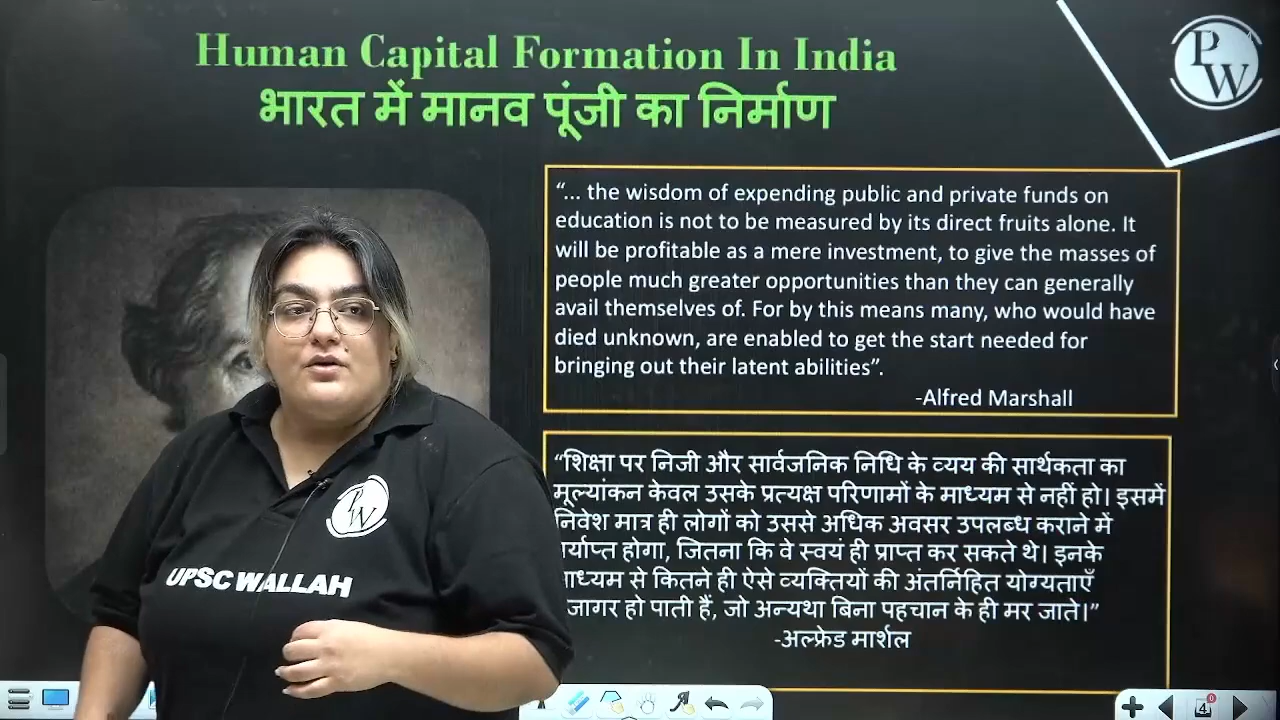 Human Capital Formation In India
भारत में मानव पूंजी का निर्माण
PW
“... the wisdom of expending public and private funds on
education is not to be measured by its direct fruits alone. It
will be profitable as a mere investment, to give the masses of
people much greater opportunities than they can generally
avail themselves of. For by this means many, who would have
died unknown, are enabled to get the start needed for
bringing out their latent abilities”.
-Alfred Marshall
“शिक्षा पर निजी और सार्वजनिक निधि के व्यय की सार्थकता का
मूल्यांकन केवल उसके प्रत्यक्ष परिणामों के माध्यम से नहीं हो। इसमें
निवेश मात्र ही लोगों को उससे अधिक अवसर उपलब्ध कराने में
होगा, जितना कि वे स्वयं ही प्राप्त कर सकते थे। इनके
से कितने ही ऐसे व्यक्तियों की अंतर्निहित योग्यताएँ
हो पाती हैं, जो अन्यथा बिना पहचान के ही मर जाते।”
-अल्फ्रेड मार्शल
PW
UPSC WALLAH
4
6